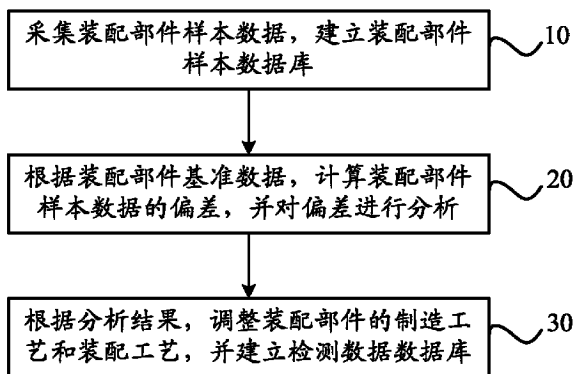 采集装配部件样本数据，建立装配部件
样本数据库
10
根据装配部件基准数据，计算装配部件
样本数据的偏差，并对偏差进行分析
20
根据分析结果，调整装配部件的制造工
艺和装配工艺，并建立检测数据数据库
30